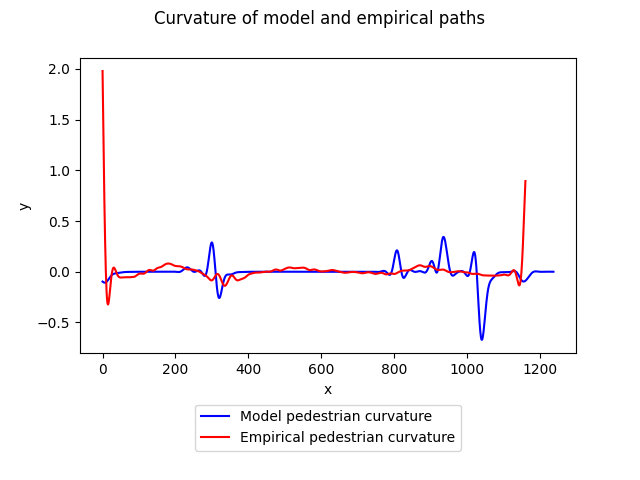 Curvature of model and empirical paths
2.0
1.5
1.0
0.5
0.0
−0.5
y
0 200 400 600 800 1000 1200
x
Model pedestrian curvature
Empirical pedestrian curvature